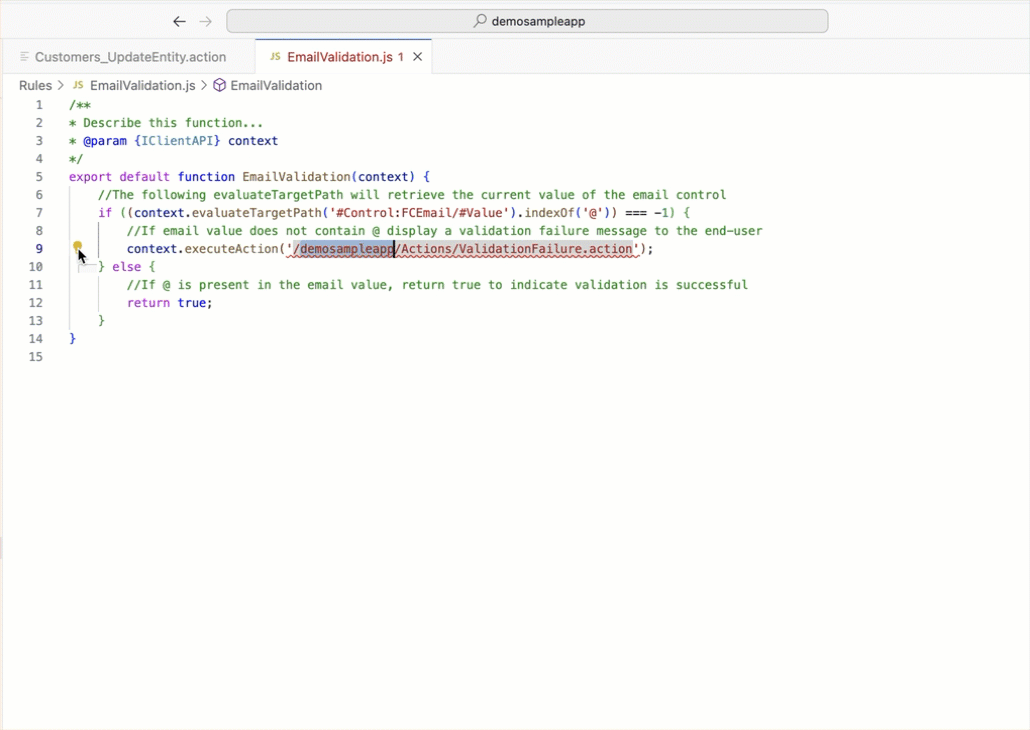 demosampleapp
Customers_UpdateEntity.action
JS EmailValidation.js 1
Rules > JS EmailValidation.js > EmailValidation
1 /**
2 * Describe this function...
3 * @param {IClientAPI} context
4 */
5 export default function EmailValidation(context) {
6 //The following evaluateTargetPath will retrieve the current value of the email control
7 if ((context.evaluateTargetPath('#Control:FCEmail/#Value').indexOf('@')) === -1) {
8 //If email value does not contain @ display a validation failure message to the end-user
9 context.executeAction('/demosampleapp/Actions/ValidationFailure.action');
10 } else {
11 //If @ is present in the email value, return true to indicate validation is successful
12 return true;
13 }
14 }
15